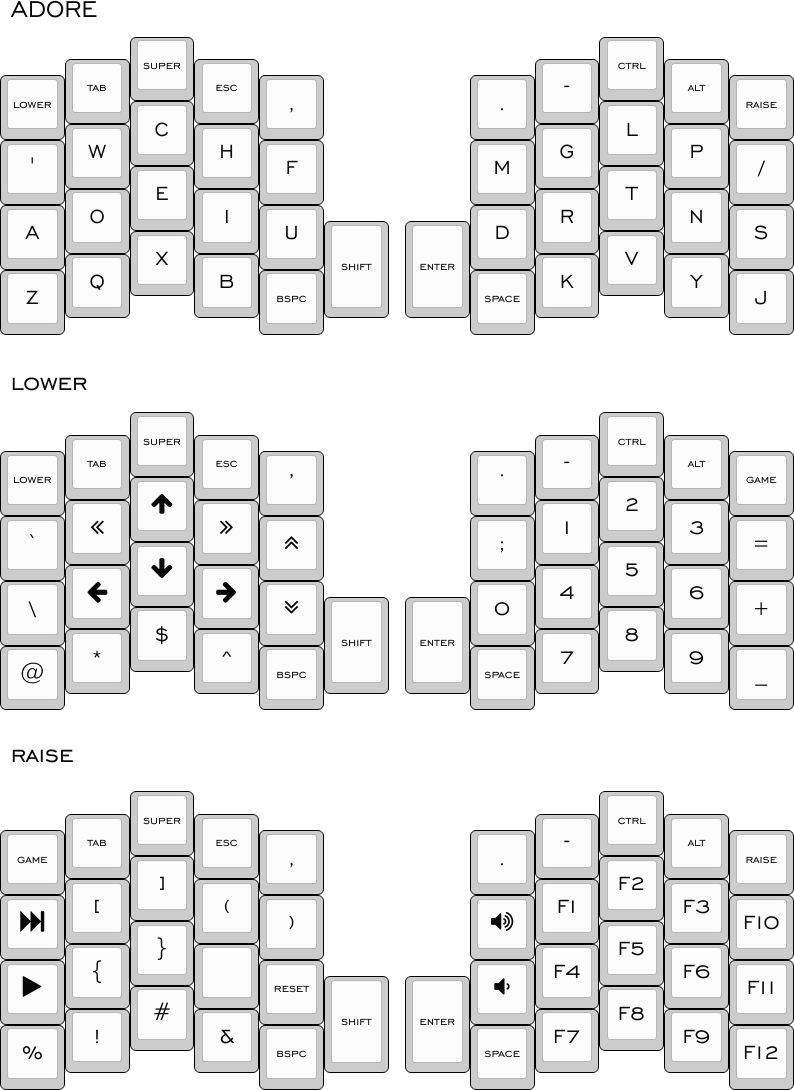 ADORE
LOWER TAB SUPER ESC , . - CTRL ALT RAISE
' W C H F M G L P /
A O E I U D R T N S
Z Q X B BSPC SHIFT ENTER SPACE K V Y J
LOWER
LOWER TAB SUPER ESC , . - CTRL ALT GAME
` « » ; 1 2 3 =
\ 0 4 5 6 +
@ * $ ^ BSPC SHIFT ENTER SPACE 7 8 9 _
RAISE
GAME TAB SUPER ESC , . - CTRL ALT RAISE
[ ] ( ) F1 F2 F3 F10
{ } RESET F4 F5 F6 F11
% ! # & BSPC SHIFT ENTER SPACE F7 F8 F9 F12